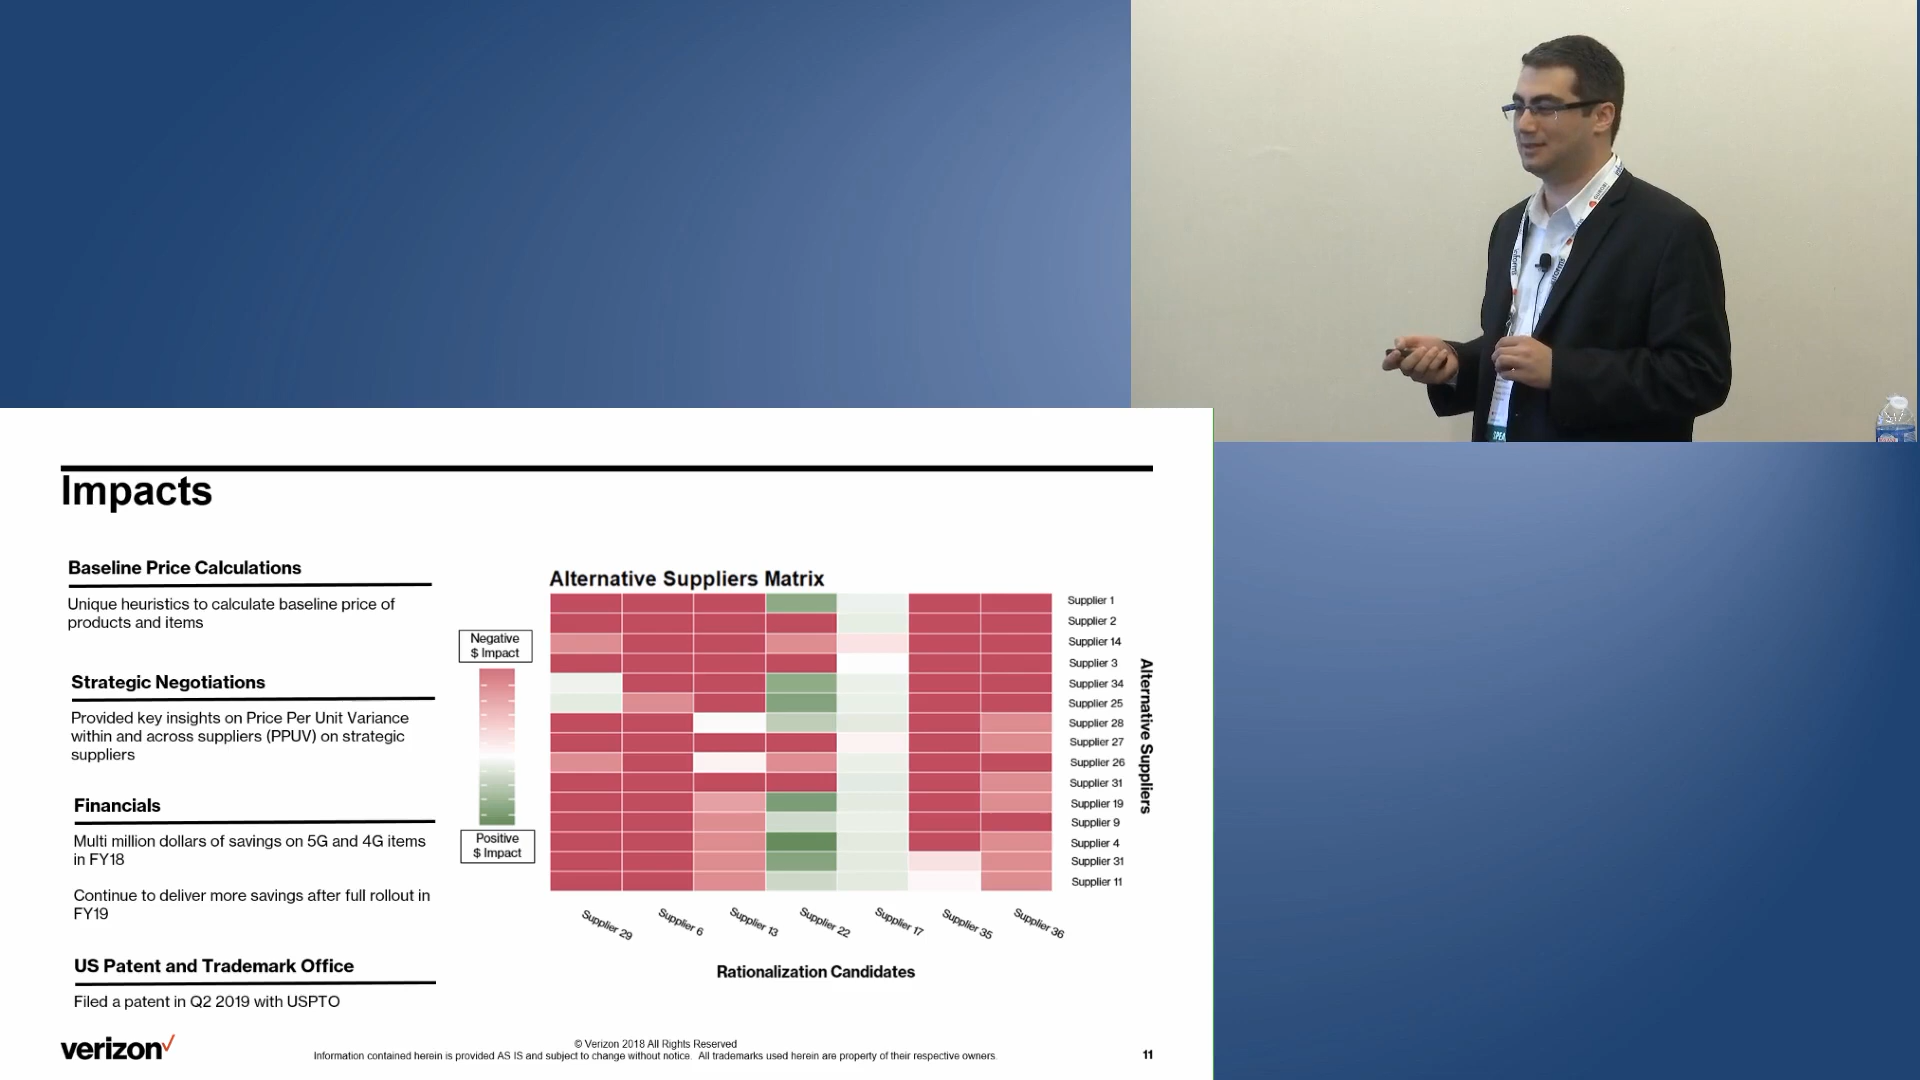 Impacts
Baseline Price Calculations
Unique heuristics to calculate baseline price of
products and items
Strategic Negotiations
Provided key insights on Price Per Unit Variance
within and across suppliers (PPUV) on strategic
suppliers
Financials
Multi million dollars of savings on 5G and 4G items
in FY18
Continue to deliver more savings after full rollout in
FY19
US Patent and Trademark Office
Filed a patent in Q2 2019 with USPTO
Negative
$ Impact
Positive
$ Impact
Alternative Suppliers Matrix
Supplier 1
Supplier 2
Supplier 14
Supplier 3
Supplier 34
Supplier 25
Supplier 28
Supplier 27
Supplier 26
Supplier 31
Supplier 19
Supplier 9
Supplier 4
Supplier 31
Supplier 11
Alternative Suppliers
Supplier 29
Supplier 6
Supplier 13
Supplier 22
Supplier 17
Supplier 35
Supplier 36
Rationalization Candidates
verizon
© Verizon 2018 All Rights Reserved
Information contained herein is provided AS IS and subject to change without notice. All trademarks used herein are property of their respective owners.
11